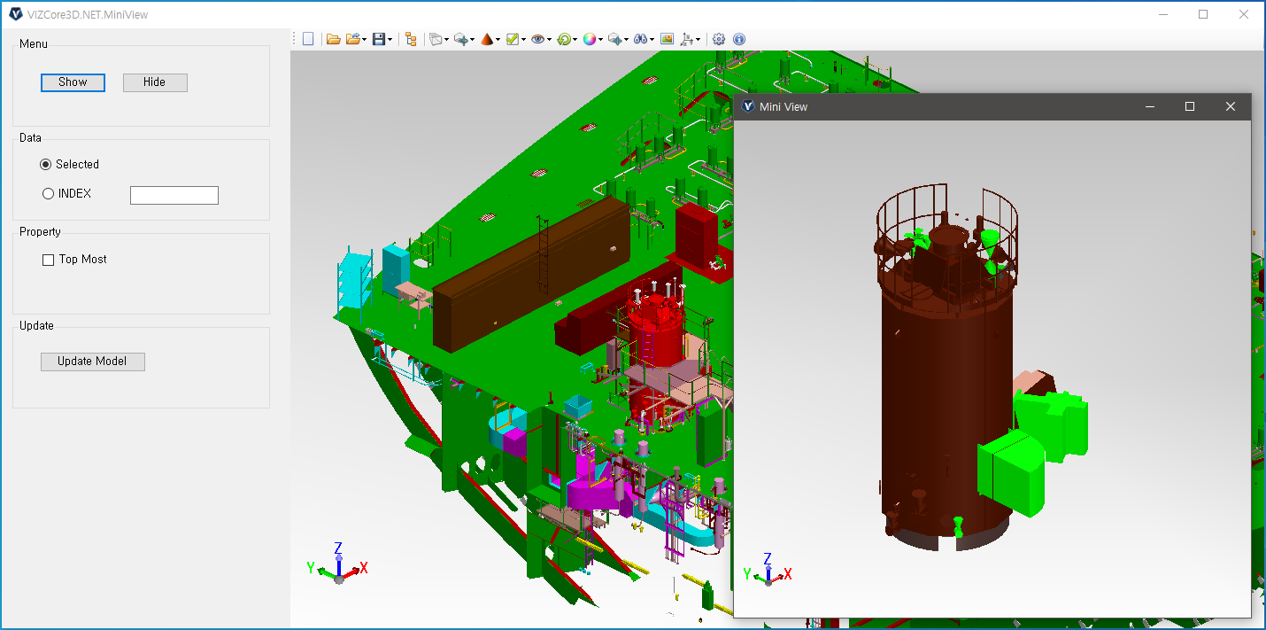 VIZCore3D.NET.MiniView
Menu
Show
Hide
Data
Selected
INDEX
Property
Top Most
Update
Update Model
Z
Y
X
Mini View
Z
Y
X